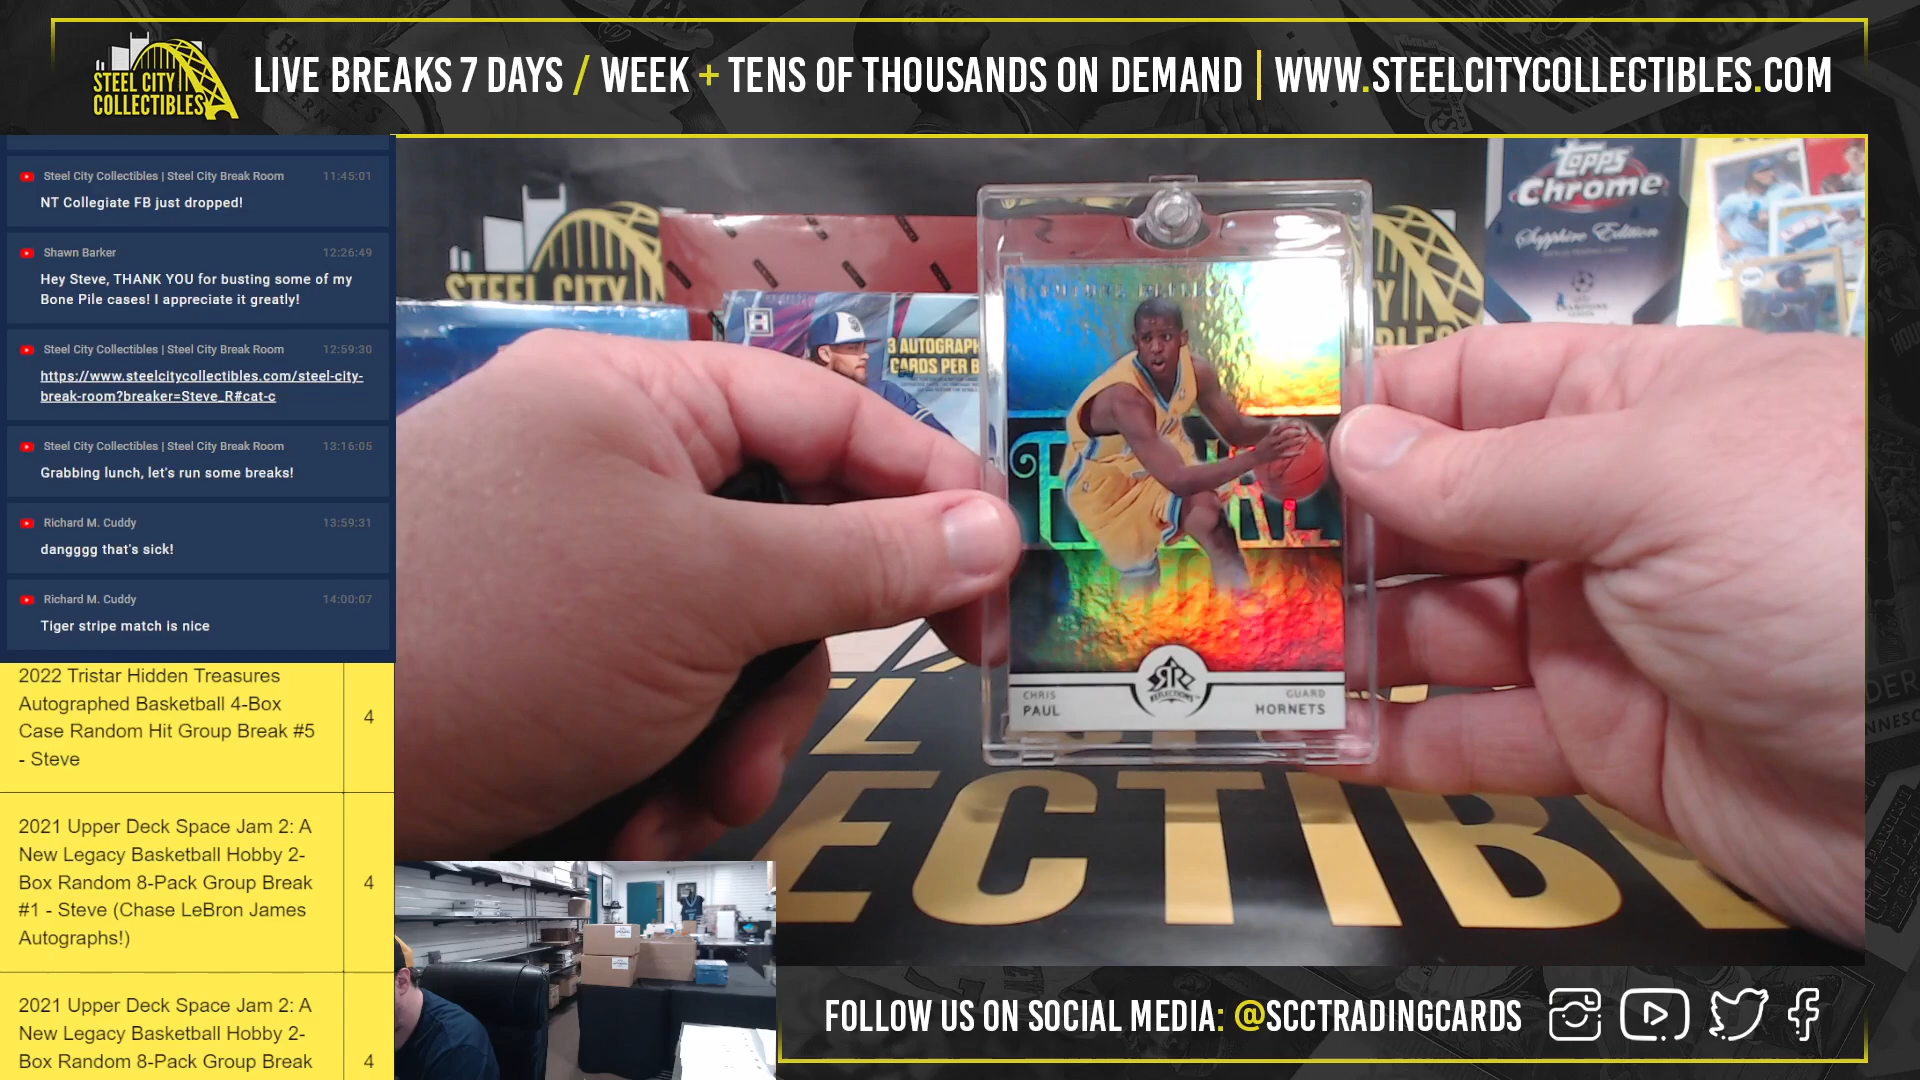 STEEL CITY
COLLECTIBLES
LIVE BREAKS 7 DAYS / WEEK + TENS OF THOUSANDS ON DEMAND | WWW.STEELCITYCOLLECTIBLES.COM
Steel City Collectibles | Steel City Break Room 11:45:01
NT Collegiate FB just dropped!
Shawn Barker 12:26:49
Hey Steve, THANK YOU for busting some of my
Bone Pile cases! I appreciate it greatly!
Steel City Collectibles | Steel City Break Room 12:59:30
https://www.steelcitycollectibles.com/steel-city-
break-room?breaker=Steve_R#cat-c
Steel City Collectibles | Steel City Break Room 13:16:05
Grabbing lunch, let's run some breaks!
Richard M. Cuddy 13:59:31
dangggg that's sick!
Richard M. Cuddy 14:00:07
Tiger stripe match is nice
2022 Tristar Hidden Treasures
Autographed Basketball 4-Box
Case Random Hit Group Break #5
- Steve
4
2021 Upper Deck Space Jam 2: A
New Legacy Basketball Hobby 2-
Box Random 8-Pack Group Break
#1 - Steve (Chase LeBron James
Autographs!)
4
2021 Upper Deck Space Jam 2: A
New Legacy Basketball Hobby 2-
Box Random 8-Pack Group Break
4
STEEL CITY
3 AUTOGRAPH
CARDS PER B
Topps
Chrome
Sapphire Edition
REFLECTIONS
CHRIS
PAUL
GUARD
HORNETS
ECTIB
FOLLOW US ON SOCIAL MEDIA: @SCCTRADINGCARDS